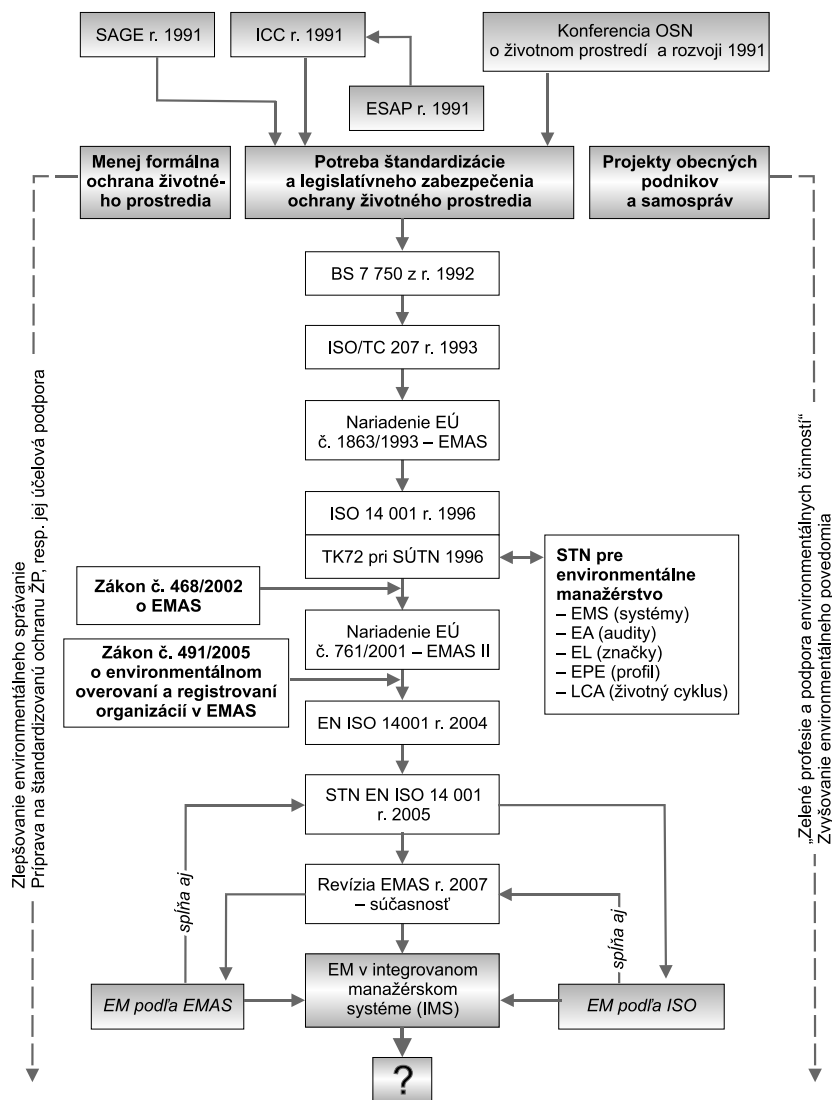 SAGE r. 1991
ICC r. 1991
Konferencia OSN
o životnom prostredí a rozvoji 1991
ESAP r. 1991
Menej formálna
ochrana životné-
ho prostredia
Potreba štandardizácie
a legislatívneho zabezpečenia
ochrany životného prostredia
Projekty obecných
podnikov
a samospráv
BS 7 750 z r. 1992
ISO/TC 207 r. 1993
Nariadenie EÚ
č. 1863/1993 – EMAS
ISO 14 001 r. 1996
TK72 pri SÚTN 1996
STN pre
environmentálne
manažérstvo
– EMS (systémy)
– EA (audity)
– EL (značky)
– EPE (profil)
– LCA (životný cyklus)
Zákon č. 468/2002
o EMAS
Nariadenie EÚ
č. 761/2001 – EMAS II
Zákon č. 491/2005
o environmentálnom
overovaní a registrovaní
organizácií v EMAS
EN ISO 14001 r. 2004
STN EN ISO 14 001
r. 2005
Revízia EMAS r. 2007
– súčasnosť
spĺňa aj
spĺňa aj
EM podľa EMAS
EM v integrovanom
manažérskom
systéme (IMS)
EM podľa ISO
?
Zlepšovanie environmentálneho správanie
Príprava na štandardizovanú ochranu ŽP, resp. jej účelová podpora
„Zelené profesie a podpora environmentálnych činností“
Zvyšovanie environmentálneho povedomia